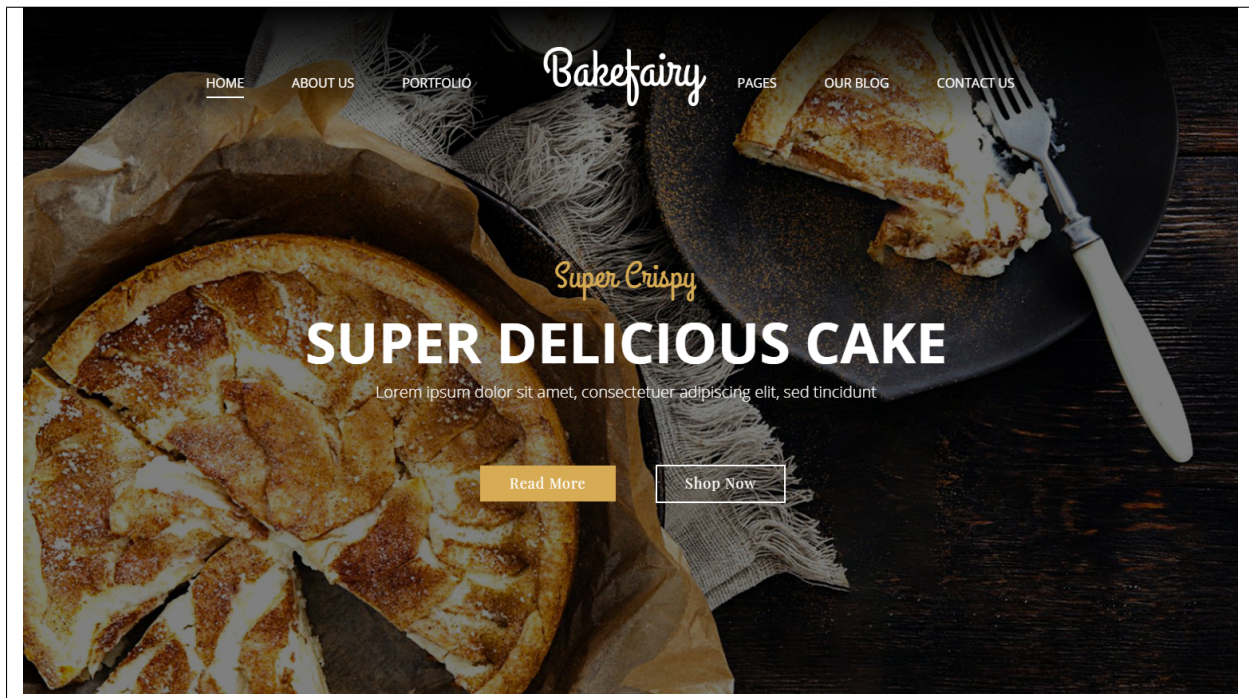 HOME ABOUT US PORTFOLIO Bakefairy PAGES OUR BLOG CONTACT US
Super Crispy
SUPER DELICIOUS CAKE
Lorem ipsum dolor sit amet, consectetuer adipiscing elit, sed tincidunt
Read More Shop Now